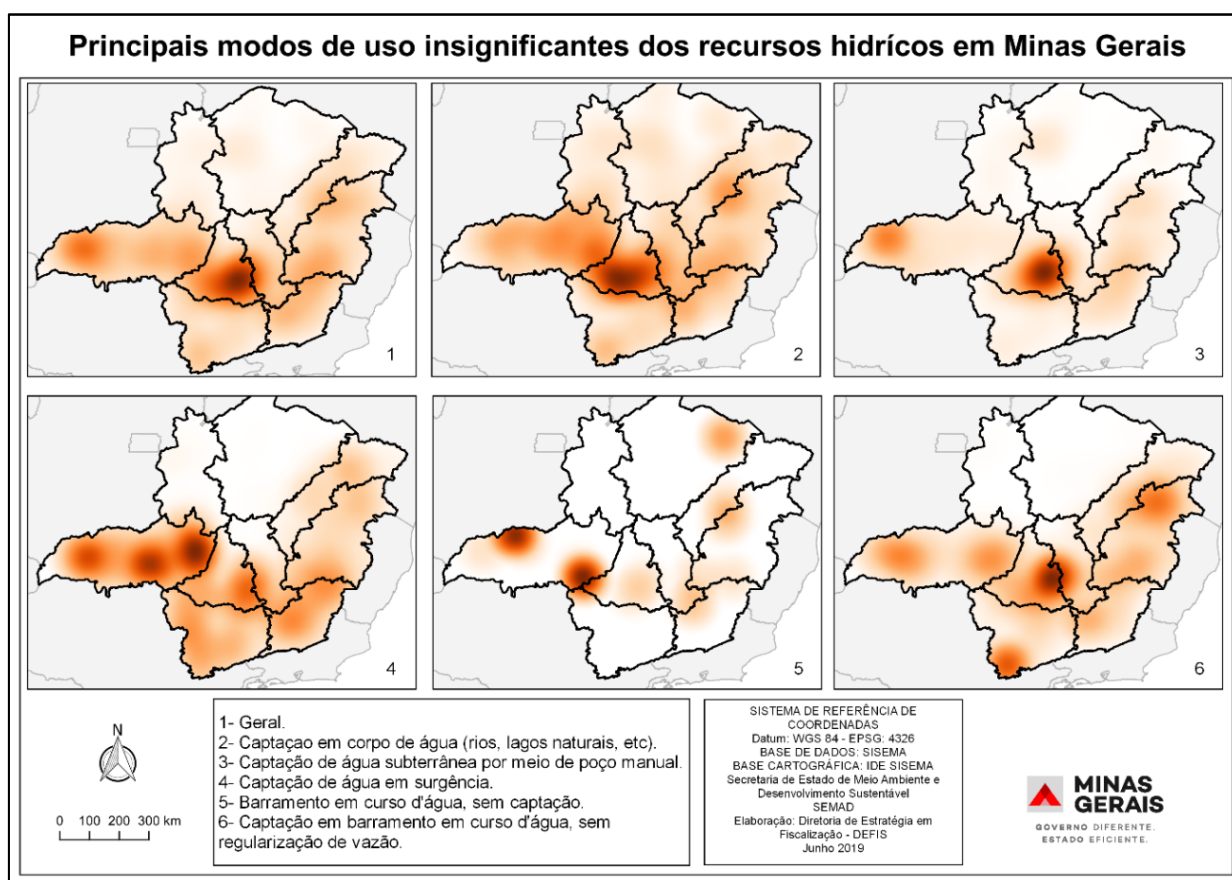 Principais modos de uso insignificantes dos recursos hidrícos em Minas Gerais
1
2
3
4
5
6
N
0 100 200 300 km
1- Geral.
2- Captaçao em corpo de água (rios, lagos naturais, etc).
3- Captação de água subterrânea por meio de poço manual.
4- Captação de água em surgência.
5- Barramento em curso d'água, sem captação.
6- Captação em barramento em curso d'água, sem
regularização de vazão.
SISTEMA DE REFERÊNCIA DE
COORDENADAS
Datum: WGS 84 - EPSG: 4326
BASE DE DADOS: SISEMA
BASE CARTOGRÁFICA: IDE SISEMA
Secretaria de Estado de Meio Ambiente e
Desenvolvimento Sustentável
SEMAD
Elaboração: Diretoria de Estratégia em
Fiscalização - DEFIS
Junho 2019
MINAS
GERAIS
GOVERNO DIFERENTE.
ESTADO EFICIENTE.